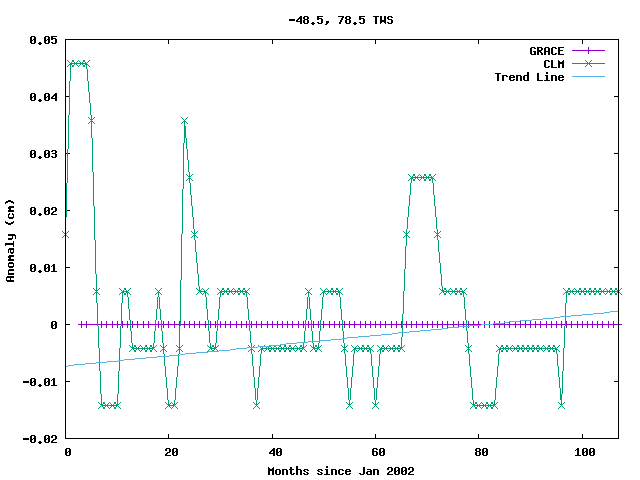 -48.5, 78.5 TWS
0.05
GRACE
CLM
Trend Line
0.04
0.03
0.02
Anomaly (cm)
0.01
0
-0.01
-0.02
0 20 40 60 80 100
Months since Jan 2002